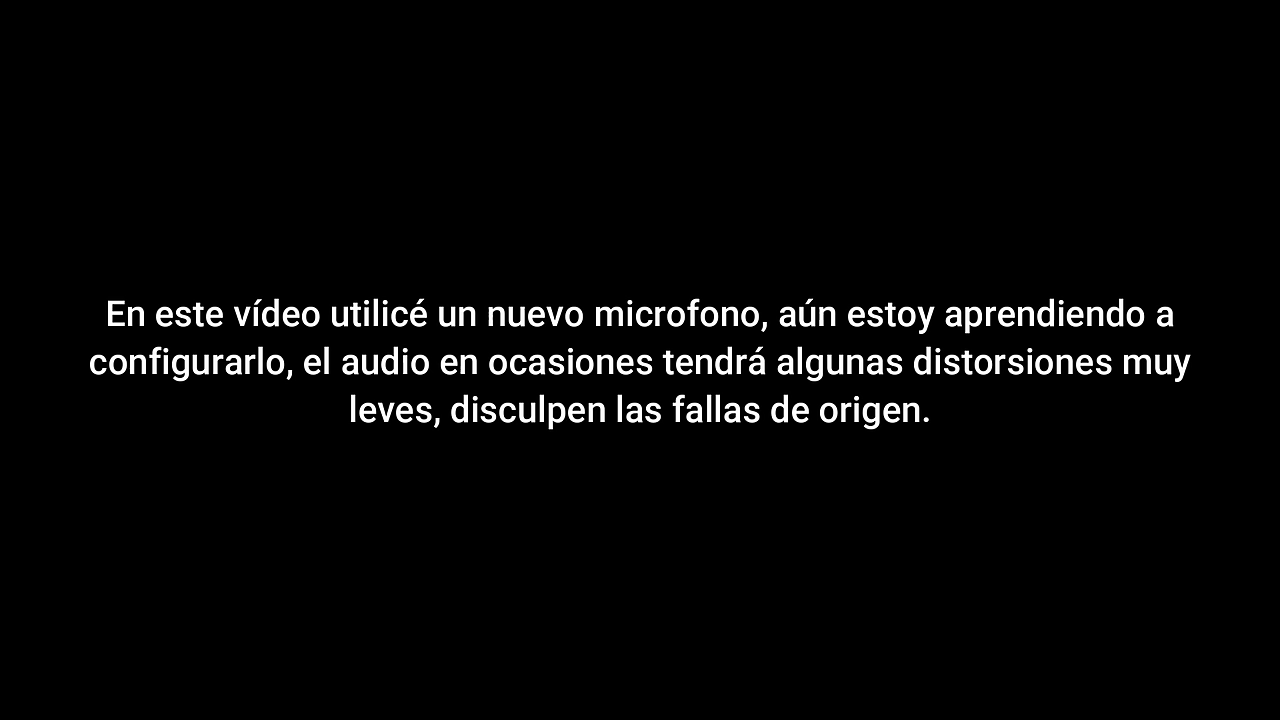 En este vídeo utilicé un nuevo microfono, aún estoy aprendiendo a
configurarlo, el audio en ocasiones tendrá algunas distorsiones muy
leves, disculpen las fallas de origen.